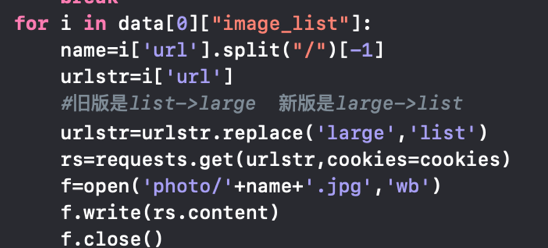 break
for i in data[0]["image_list"]:
name=i['url'].split("/")[-1]
urlstr=i['url']
#旧版是list->large  新版是large->list
urlstr=urlstr.replace('large','list')
rs=requests.get(urlstr,cookies=cookies)
f=open('photo/'+name+'.jpg','wb')
f.write(rs.content)
f.close()